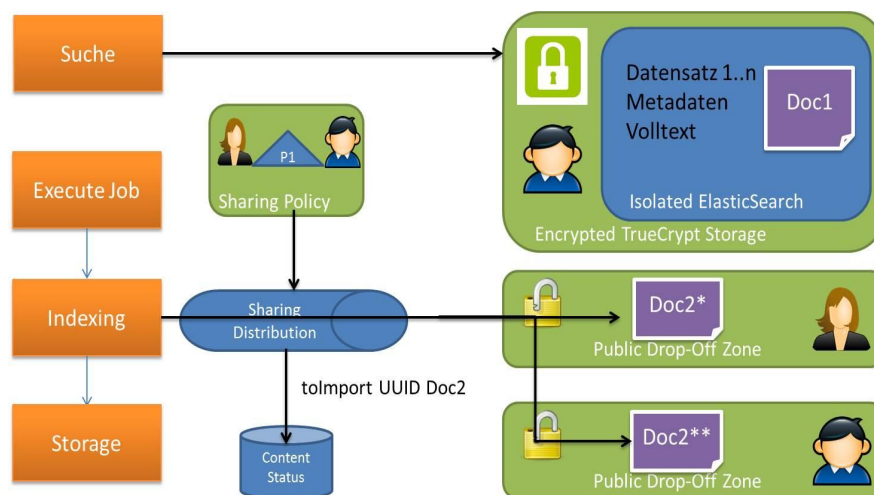 Suche
Datensatz 1..n
Metadaten
Volltext
Doc1
Isolated ElasticSearch
Encrypted TrueCrypt Storage
P1
Sharing Policy
Execute Job
Indexing
Sharing
Distribution
Doc2*
Public Drop-Off Zone
toImport UUID Doc2
Storage
Content
Status
Doc2**
Public Drop-Off Zone